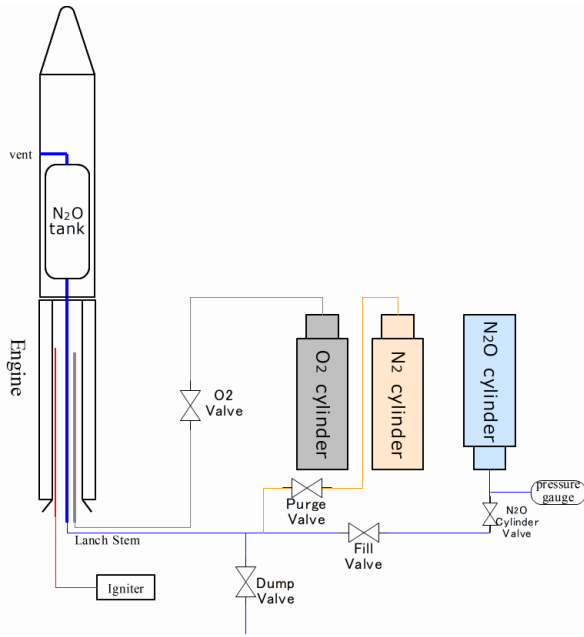 vent
N₂O
tank
Engine
O2
Valve
O₂ cylinder
N₂ cylinder
N₂O cylinder
Purge
Valve
pressure
gauge
N₂O
Cylinder
Valve
Lanch Stem
Fill
Valve
Dump
Valve
Igniter